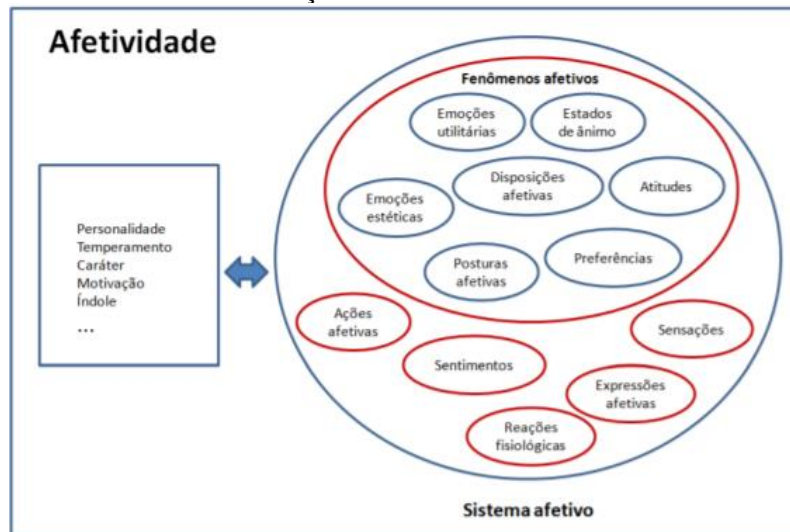 Afetividade
Fenômenos afetivos
Emoções
utilitárias
Estados
de ânimo
Disposições
afetivas
Atitudes
Emoções
estéticas
Posturas
afetivas
Preferências
Personalidade
Temperamento
Caráter
Motivação
Índole
...
Ações
afetivas
Sensações
Sentimentos
Expressões
afetivas
Reações
fisiológicas
Sistema afetivo